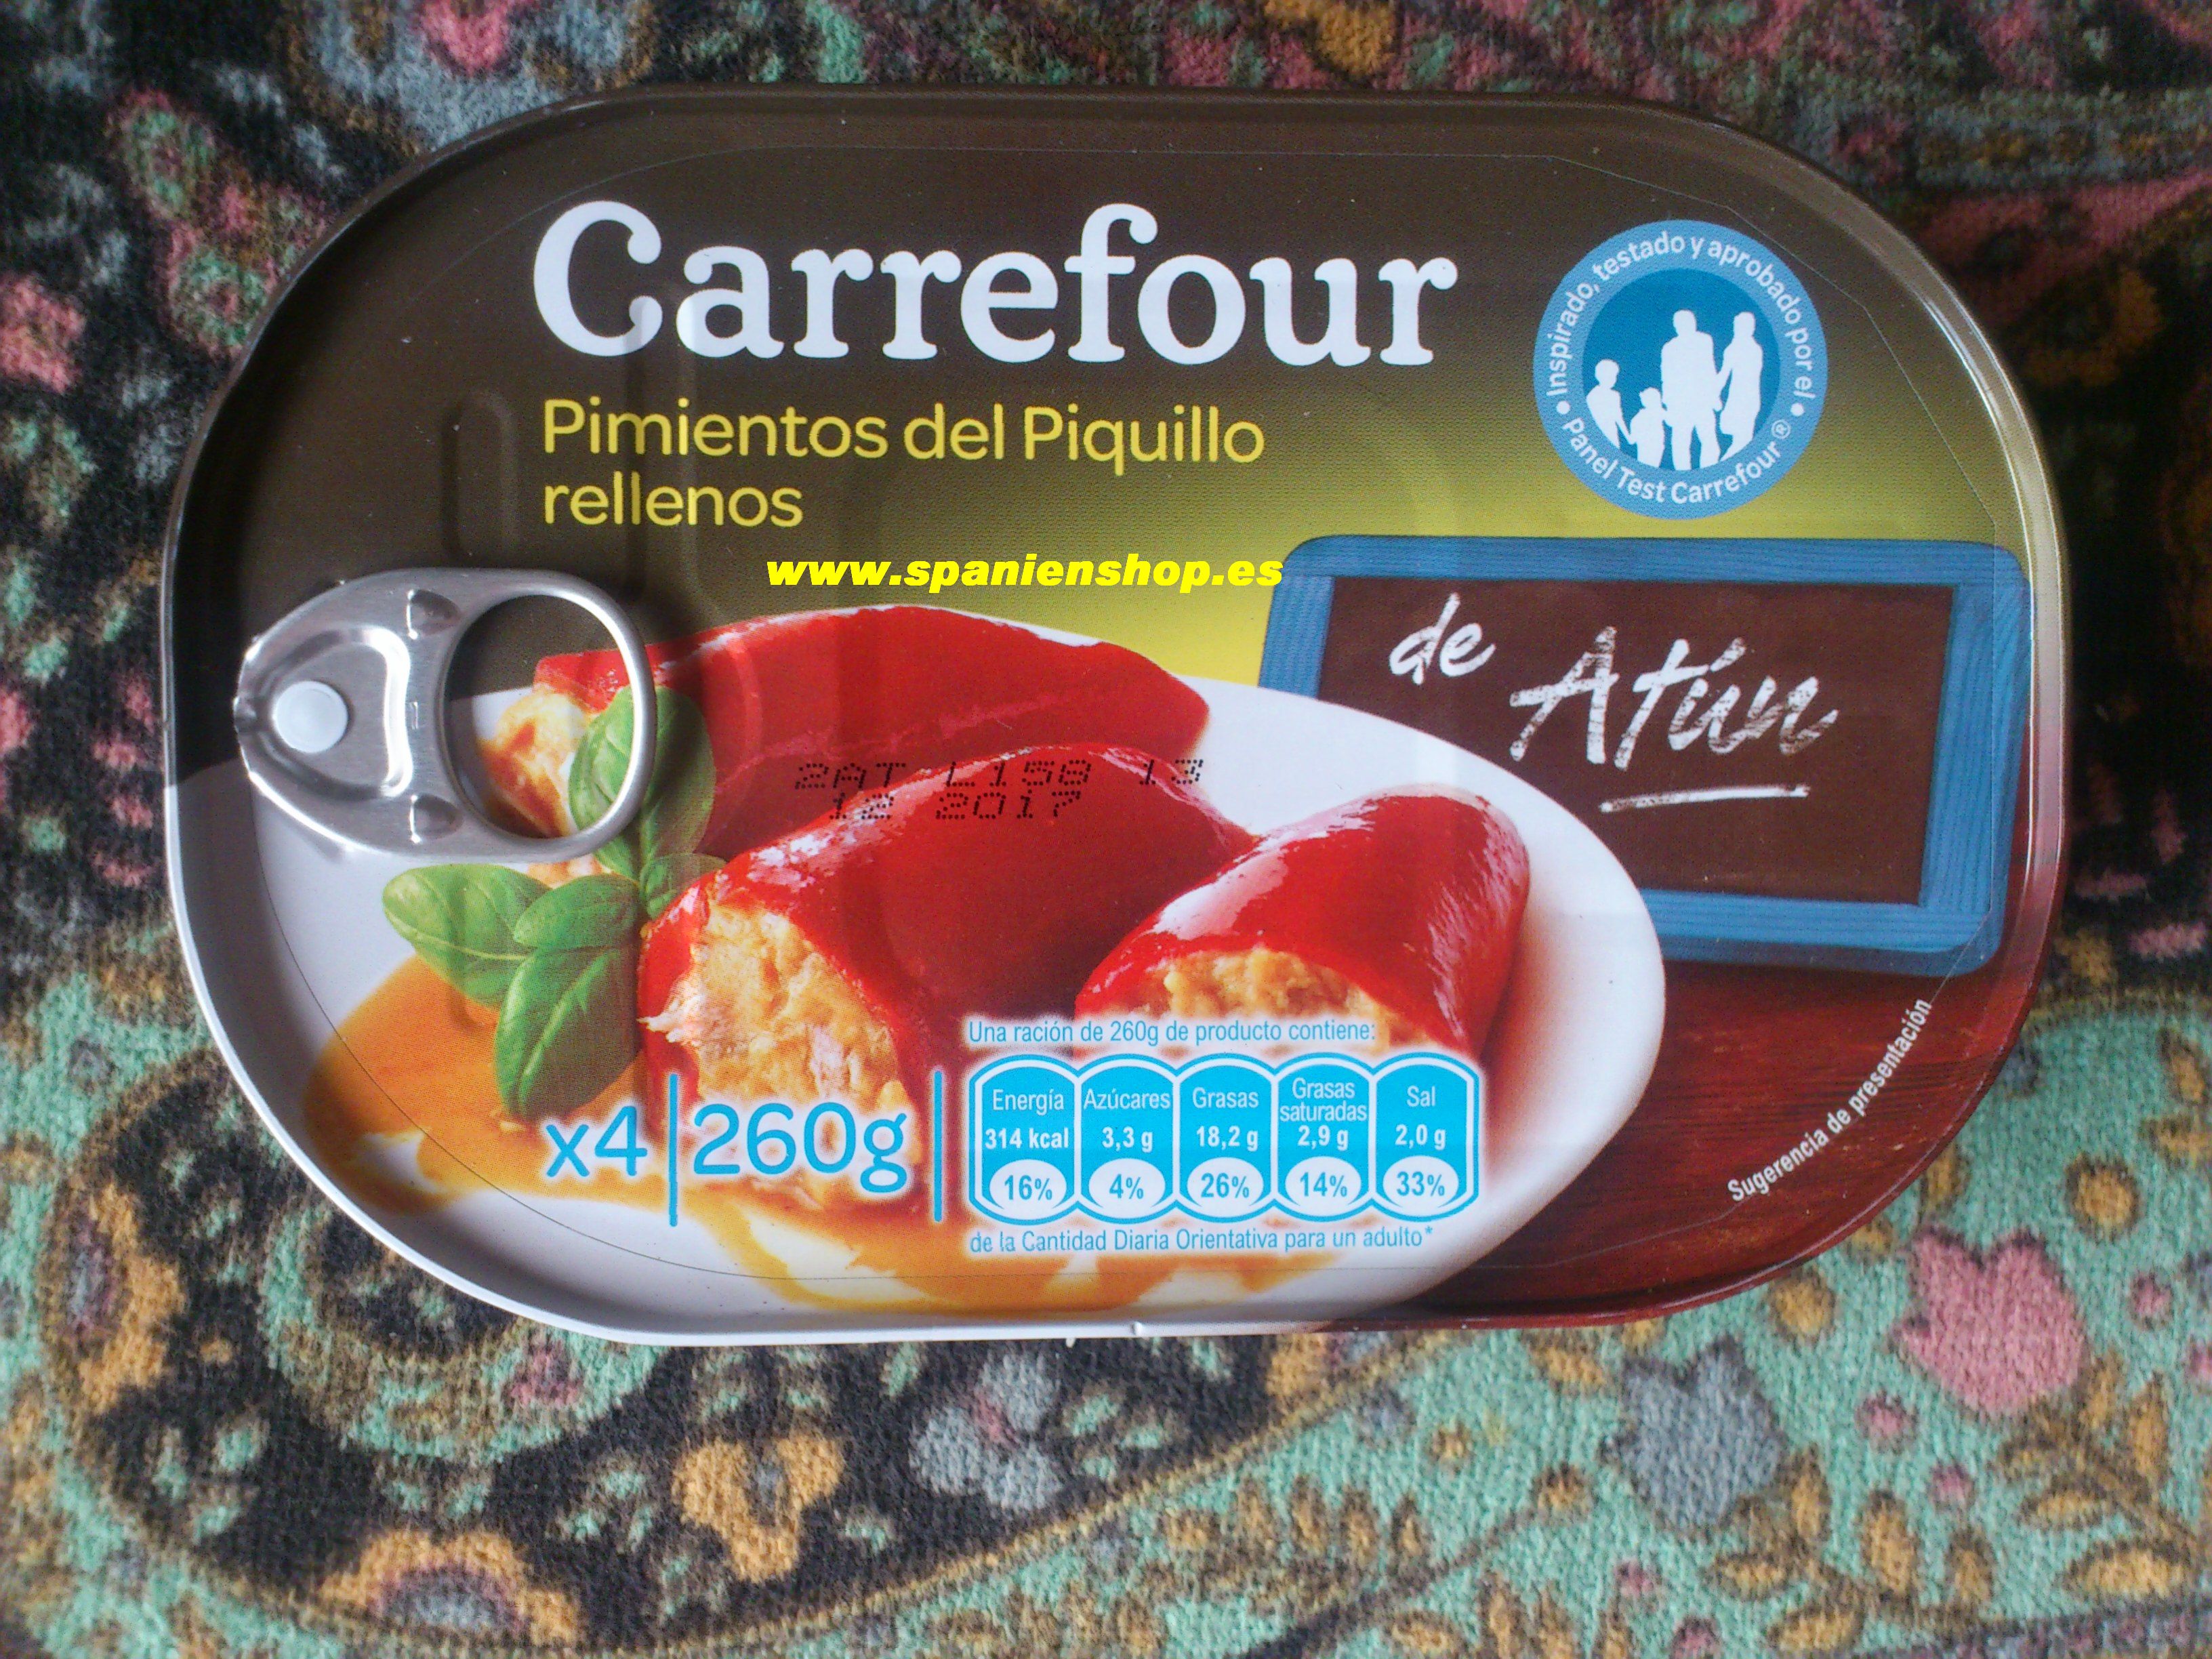 Carrefour
Inspirado, testado y aprobado por el
Panel Test Carrefour®
Pimientos del Piquillo
rellenos
www.spanienshop.es
de Atún
2AT L158 13
12 2017
Una ración de 260g de producto contiene:
x4 260g
Energía Azúcares Grasas Grasas saturadas Sal
314 kcal 3,3 g 18,2 g 2,9 g 2,0 g
16% 4% 26% 14% 33%
de la Cantidad Diaria Orientativa para un adulto*
Sugerencia de presentación